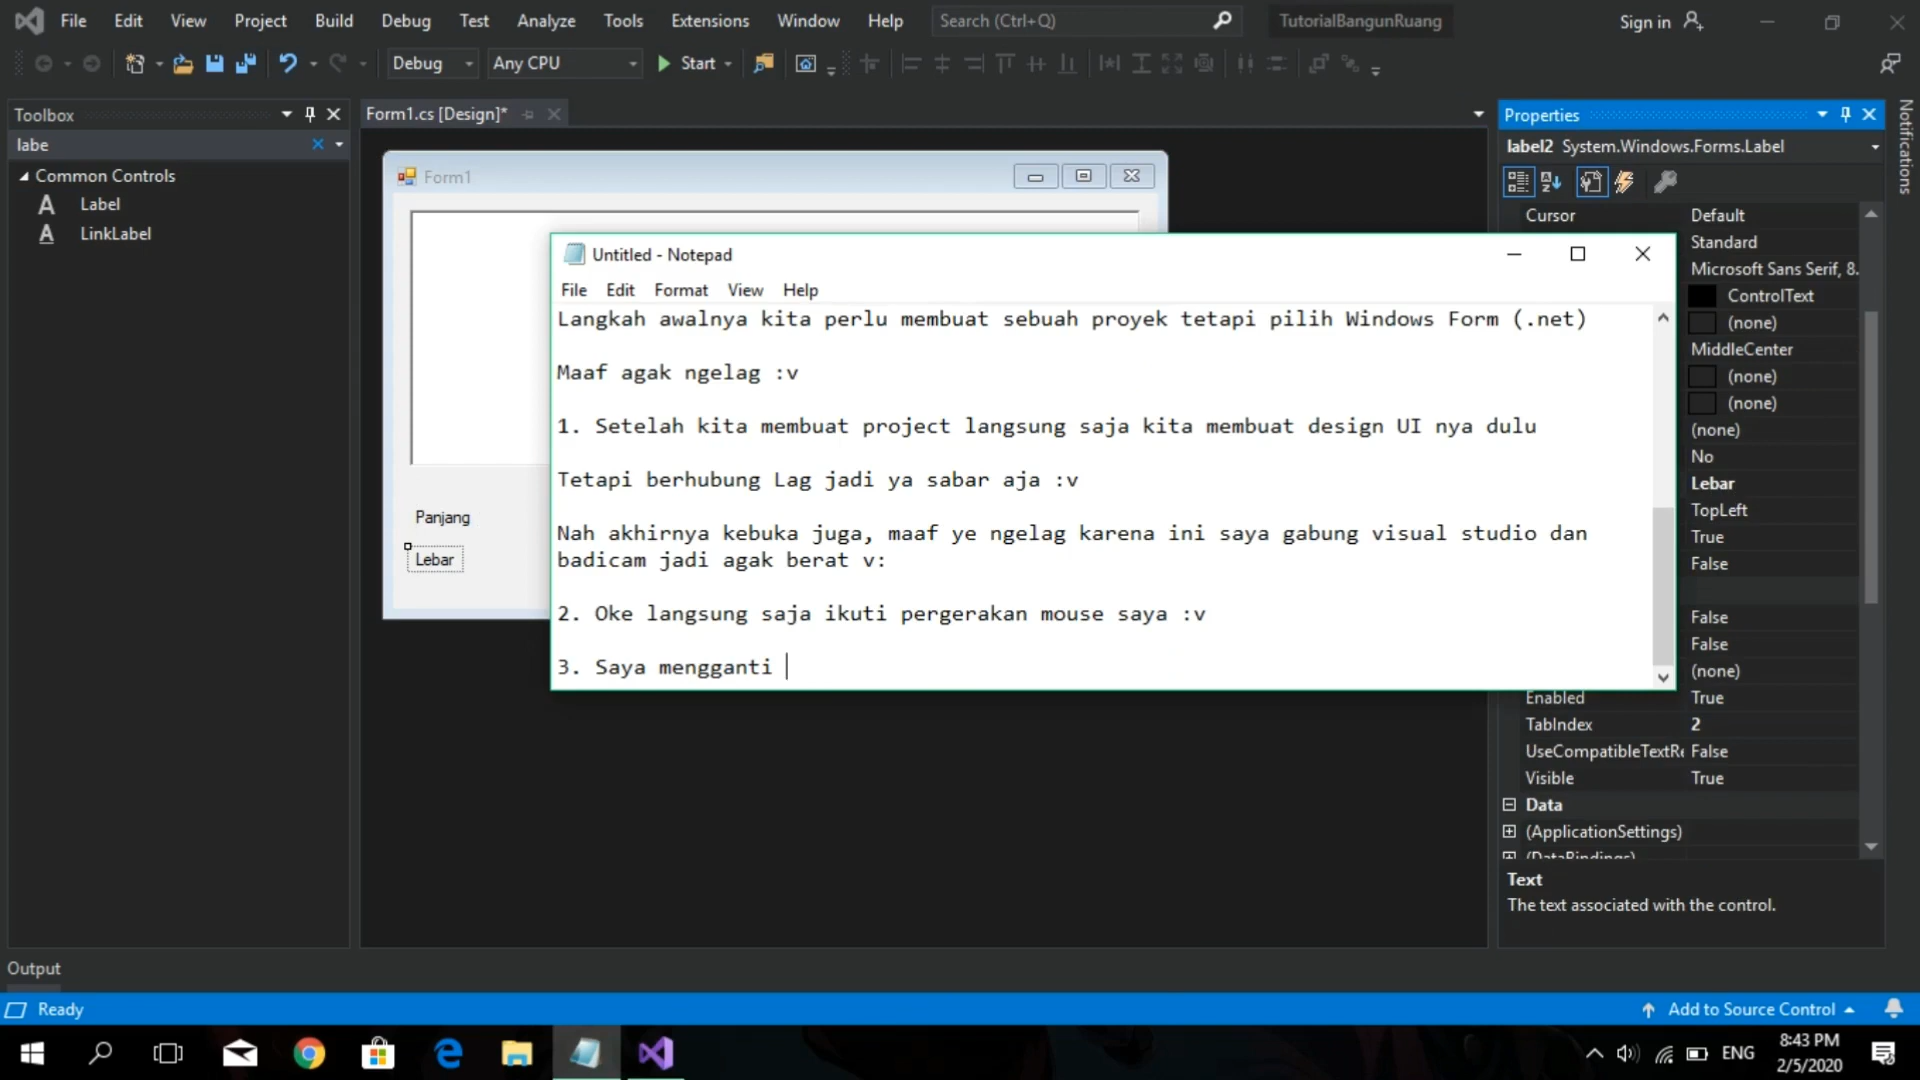 File Edit View Project Build Debug Test Analyze Tools Extensions Window Help Search (Ctrl+Q) TutorialBangunRuang Sign in
Debug Any CPU Start
Toolbox
labe
Common Controls
Label
LinkLabel
Form1.cs [Design]*
Form1
Panjang
Lebar
Untitled - Notepad
File Edit Format View Help
Langkah awalnya kita perlu membuat sebuah proyek tetapi pilih Windows Form (.net)
Maaf agak ngelag :v
1. Setelah kita membuat project langsung saja kita membuat design UI nya dulu
Tetapi berhubung Lag jadi ya sabar aja :v
Nah akhirnya kebuka juga, maaf ye ngelag karena ini saya gabung visual studio dan
badicam jadi agak berat v:
2. Oke langsung saja ikuti pergerakan mouse saya :v
3. Saya mengganti
Properties
label2 System.Windows.Forms.Label
Cursor Default
Standard
Microsoft Sans Serif, 8.
ControlText
(none)
MiddleCenter
(none)
(none)
(none)
No
Lebar
TopLeft
True
False
False
False
(none)
Enabled True
TabIndex 2
UseCompatibleTextRe False
Visible True
Data
(ApplicationSettings)
(DataBindings)
Text
The text associated with the control.
Notifications
Output
Ready
Add to Source Control
ENG
8:43 PM
2/5/2020